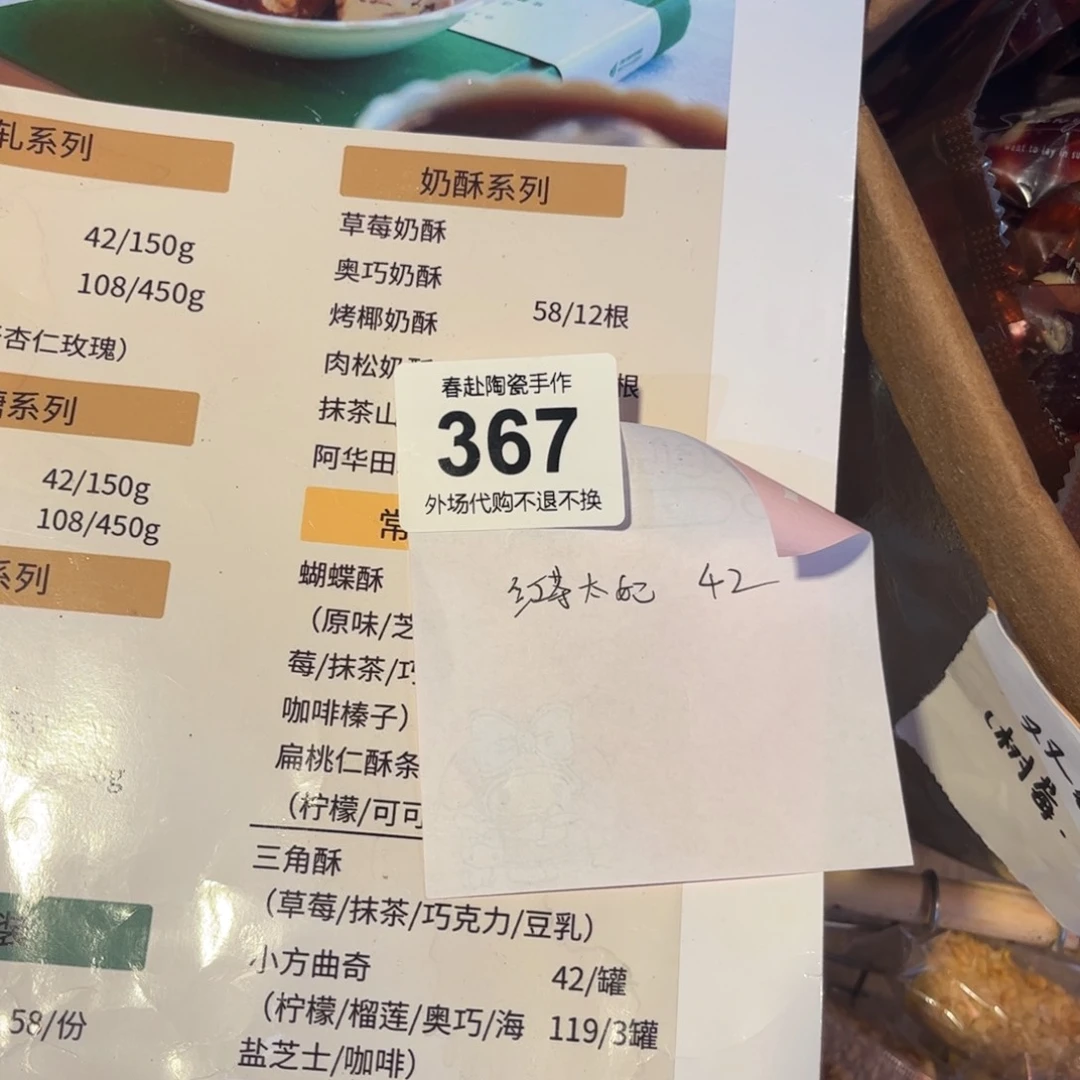 轧系列
42/150g
108/450g
杏仁玫瑰）
系列
42/150g
108/450g
系列
58/份
奶酥系列
草莓奶酥
奥巧奶酥
烤椰奶酥 58/12根
肉松奶
根
抹茶山
阿华田
常
蝴蝶酥
（原味/芝
莓/抹茶/巧
咖啡榛子）
扁桃仁酥条
（柠檬/可可
三角酥
（草莓/抹茶/巧克力/豆乳）
小方曲奇 42/罐
（柠檬/榴莲/奥巧/海 119/3罐
盐芝士/咖啡）
春赴陶瓷手作
367
外场代购不退不换
42
树莓